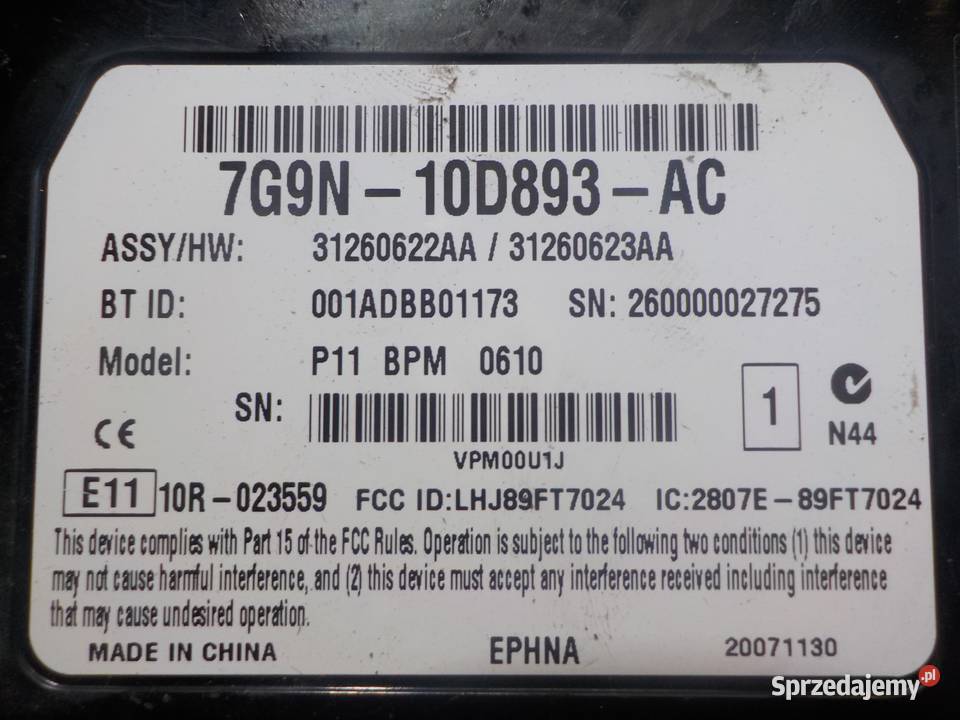 7G9N - 10D893 - AC
ASSY/HW: 31260622AA / 31260623AA
BT ID: 001ADBB01173 SN: 260000027275
Model: P11 BPM 0610
SN:
1
N44
CE
VPM00U1J
E11 10R-023559 FCC ID:LHJ89FT7024 IC:2807E-89FT7024
This device complies with Part 15 of the FCC Rules. Operation is subject to the following two conditions (1) this device
may not cause harmful interference, and (2) this device must accept any interference received including interference
that may cause undesired operation.
MADE IN CHINA EPHNA 20071130
Sprzedajemy.pl